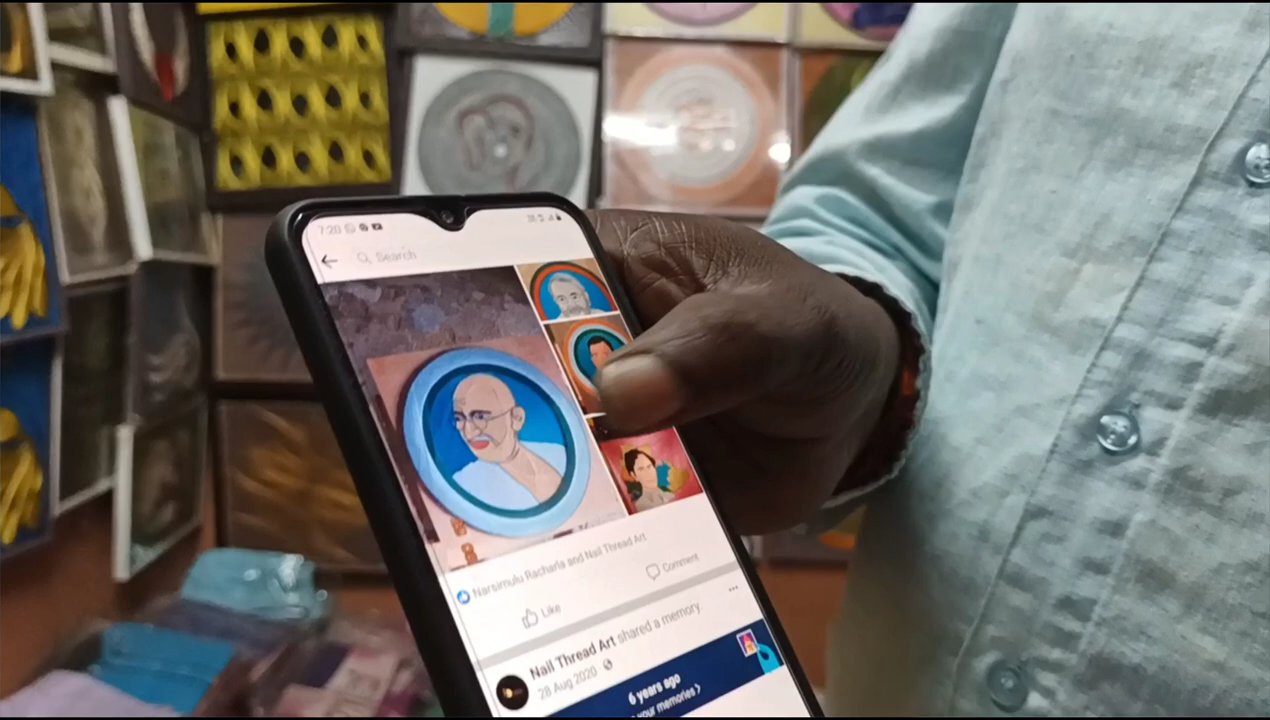 7:20
Search
Narsimulu Racharla and Nail Thread Art
Like
Comment
Nail Thread Art shared a memory.
28 Aug 2020
6 years ago
your memories